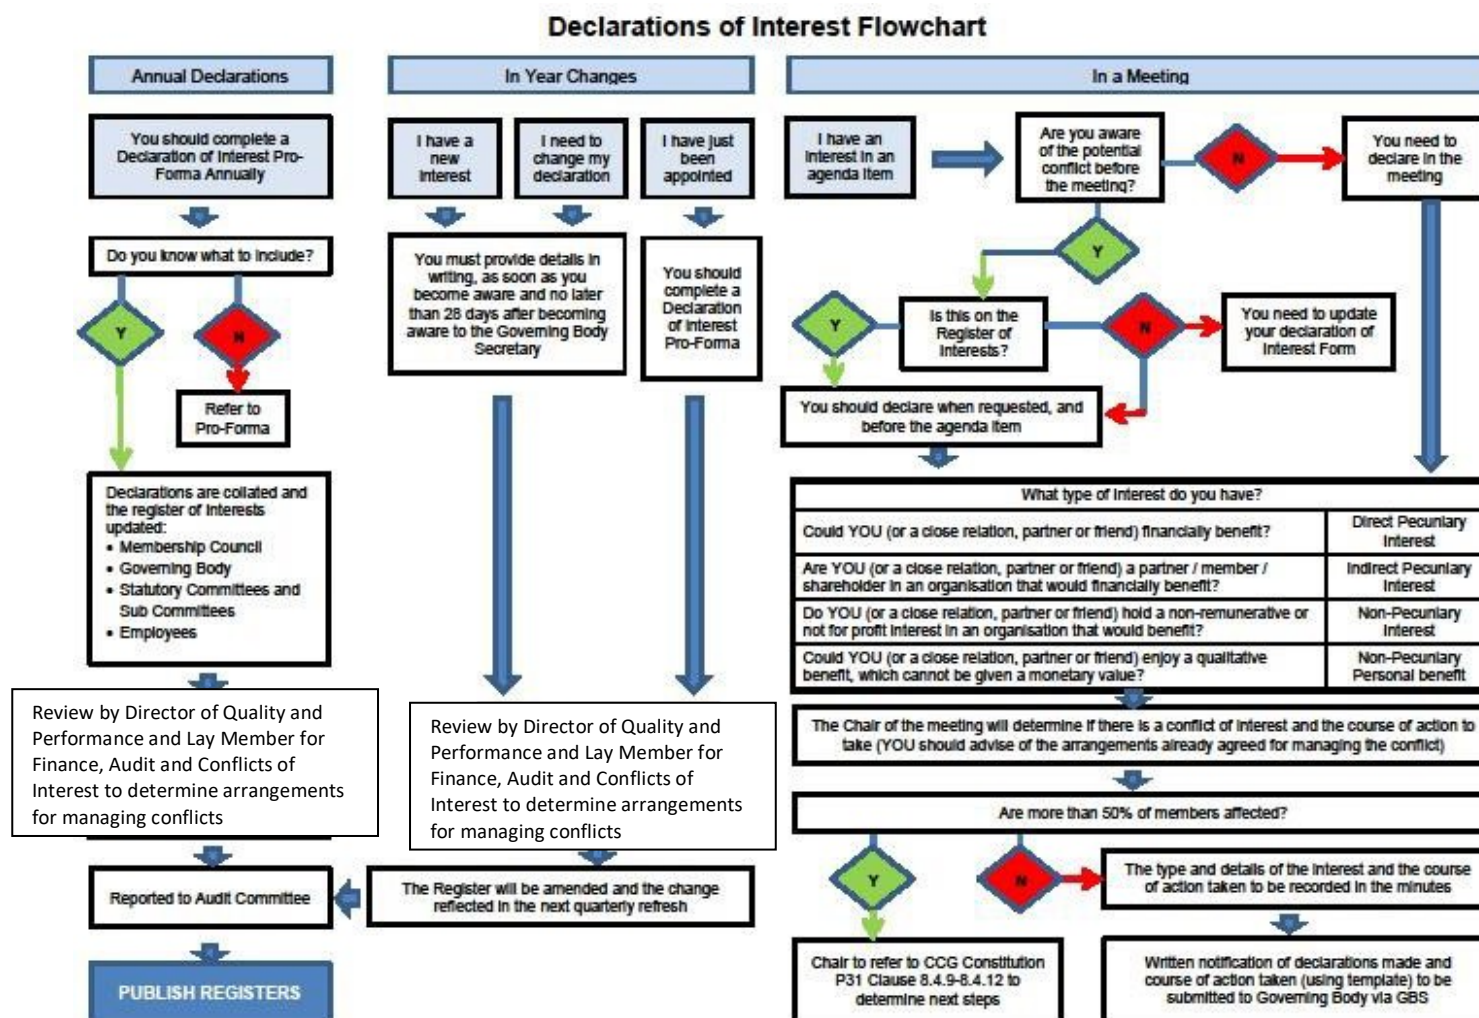 Declarations of Interest Flowchart
Annual Declarations
You should complete a
Declaration of Interest Pro-
Forma Annually
Do you know what to include?
Y
N
Refer to
Pro-Forma
Declarations are collated and
the register of Interests
updated:
• Membership Council
• Governing Body
• Statutory Committees and
Sub Committees
• Employees
Review by Director of Quality and
Performance and Lay Member for
Finance, Audit and Conflicts of
Interest to determine arrangements
for managing conflicts
Reported to Audit Committee
PUBLISH REGISTERS
In Year Changes
I have a
new
Interest
I need to
change my
declaration
I have just
been
appointed
You must provide details in
writing, as soon as you
become aware and no later
than 28 days after becoming
aware to the Governing Body
Secretary
You should
complete a
Declaration
of Interest
Pro-Forma
Review by Director of Quality and
Performance and Lay Member for
Finance, Audit and Conflicts of
Interest to determine arrangements
for managing conflicts
The Register will be amended and the change
reflected in the next quarterly refresh
In a Meeting
I have an
Interest in an
agenda item
Are you aware
of the potential
conflict before
the meeting?
N
You need to
declare in the
meeting
Y
Is this on the
Register of
Interests?
Y
N
You need to update
your declaration of
Interest Form
You should declare when requested, and
before the agenda item
What type of Interest do you have?
Could YOU (or a close relation, partner or friend) financially benefit?
Direct Pecuniary
Interest
Are YOU (or a close relation, partner or friend) a partner / member /
shareholder in an organisation that would financially benefit?
Indirect Pecuniary
Interest
Do YOU (or a close relation, partner or friend) hold a non-remunerative or
not for profit interest in an organisation that would benefit?
Non-Pecuniary
Interest
Could YOU (or a close relation, partner or friend) enjoy a qualitative
benefit, which cannot be given a monetary value?
Non-Pecuniary
Personal benefit
The Chair of the meeting will determine if there is a conflict of interest and the course of action to
take (YOU should advise of the arrangements already agreed for managing the conflict)
Are more than 50% of members affected?
Y
N
The type and details of the interest and the course
of action taken to be recorded in the minutes
Chair to refer to CCG Constitution
P31 Clause 8.4.9-8.4.12 to
determine next steps
Written notification of declarations made and
course of action taken (using template) to be
submitted to Governing Body via GBS